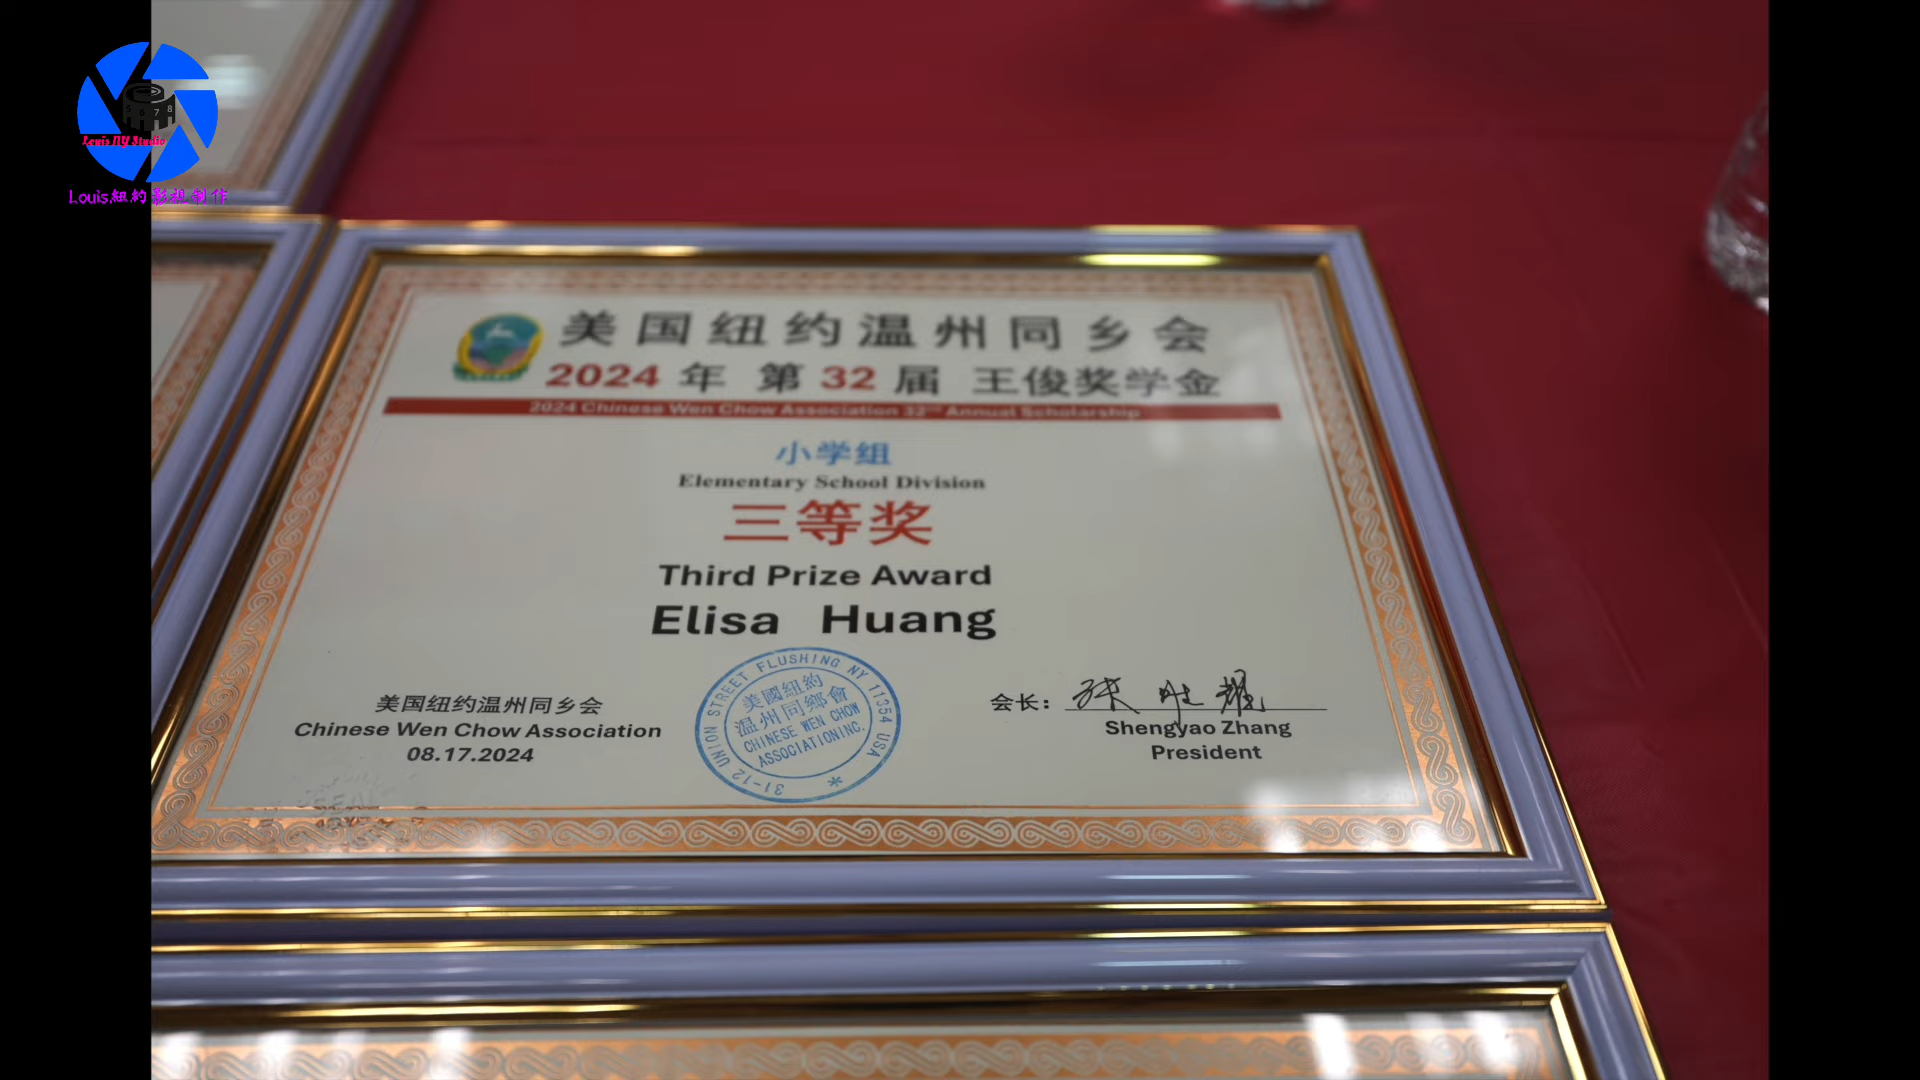 Louis NY Studio
Louis紐約影視制作
美国纽约温州同乡会
2024 年 第 32 届 王俊奖学金
2024 Chinese Wen Chow Association 32nd Annual Scholarship
小学组
Elementary School Division
三等奖
Third Prize Award
Elisa Huang
美国纽约温州同乡会
Chinese Wen Chow Association
08.17.2024
31-12 UNION STREET FLUSHING NY 11354 USA
美國紐約
溫州同鄉會
CHINESE WEN CHOW
ASSOCIATION INC.
会长：张胜耀
Shengyao Zhang
President